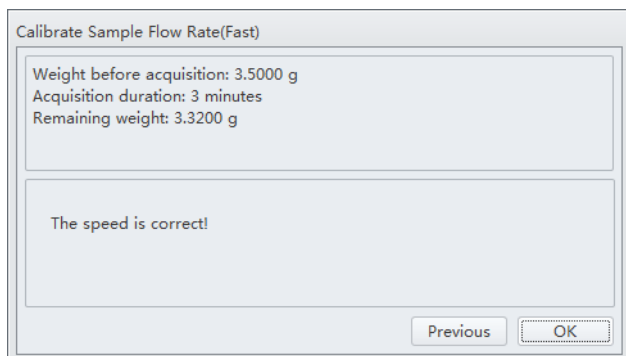 Calibrate Sample Flow Rate(Fast)
Weight before acquisition: 3.5000 g
Acquisition duration: 3 minutes
Remaining weight: 3.3200 g
The speed is correct!
Previous
OK